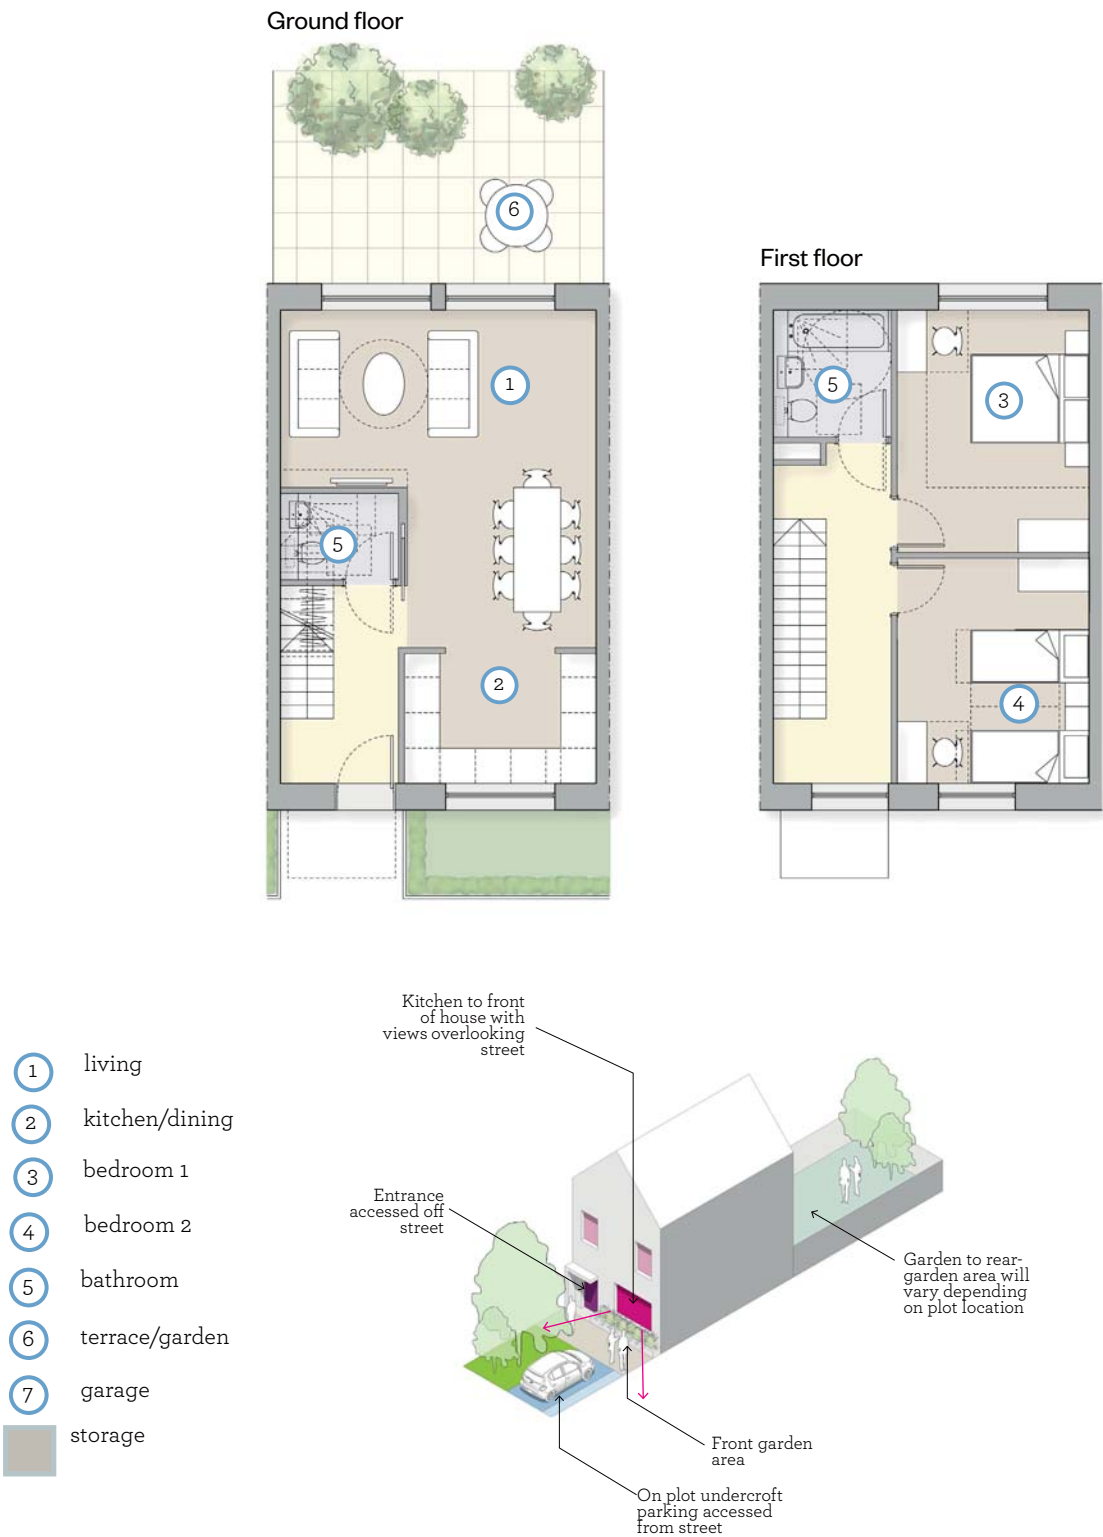 Ground floor
6
First floor
1
5
3
5
2
4
Kitchen to front
of house with
views overlooking
street
1 living
2 kitchen/dining
3 bedroom 1
4 bedroom 2
5 bathroom
6 terrace/garden
7 garage
storage
Entrance
accessed off
street
Garden to rear-
garden area will
vary depending
on plot location
Front garden
area
On plot undercroft
parking accessed
from street